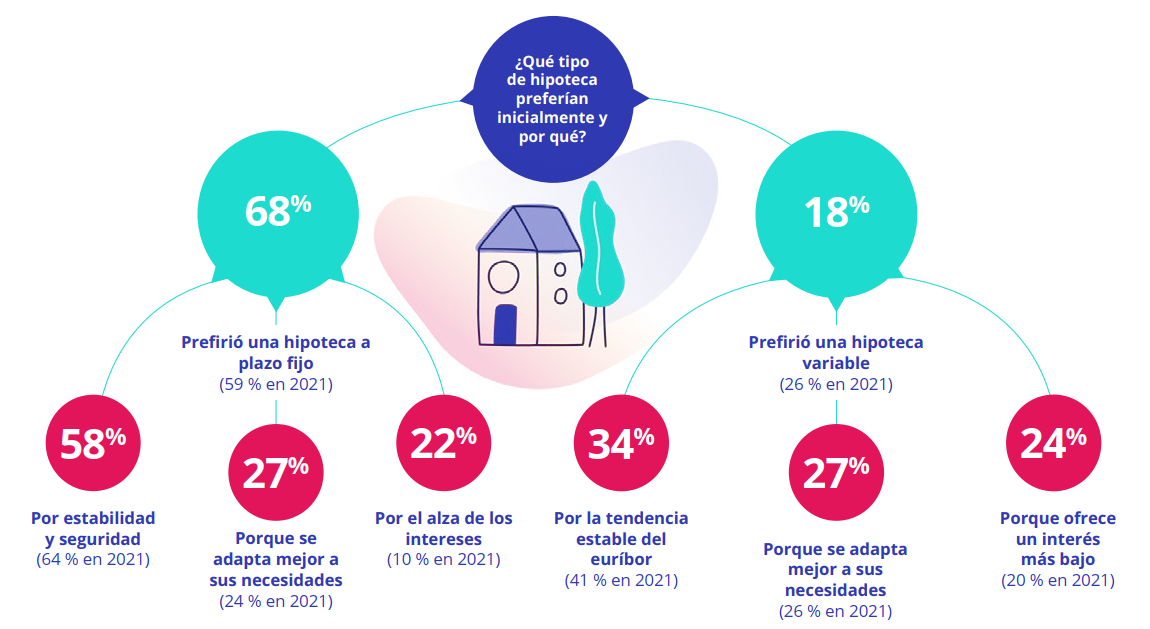 ¿Qué tipo
de hipoteca
preferían
inicialmente y
por qué?
68%
Prefirió una hipoteca a
plazo fijo
(59 % en 2021)
58%
Por estabilidad
y seguridad
(64 % en 2021)
27%
Porque se
adapta mejor a
sus necesidades
(24 % en 2021)
22%
Por el alza de los
intereses
(10 % en 2021)
18%
Prefirió una hipoteca
variable
(26 % en 2021)
34%
Por la tendencia
estable del
euríbor
(41 % en 2021)
27%
Porque se adapta
mejor a sus
necesidades
(26 % en 2021)
24%
Porque ofrece
un interés
más bajo
(20 % en 2021)